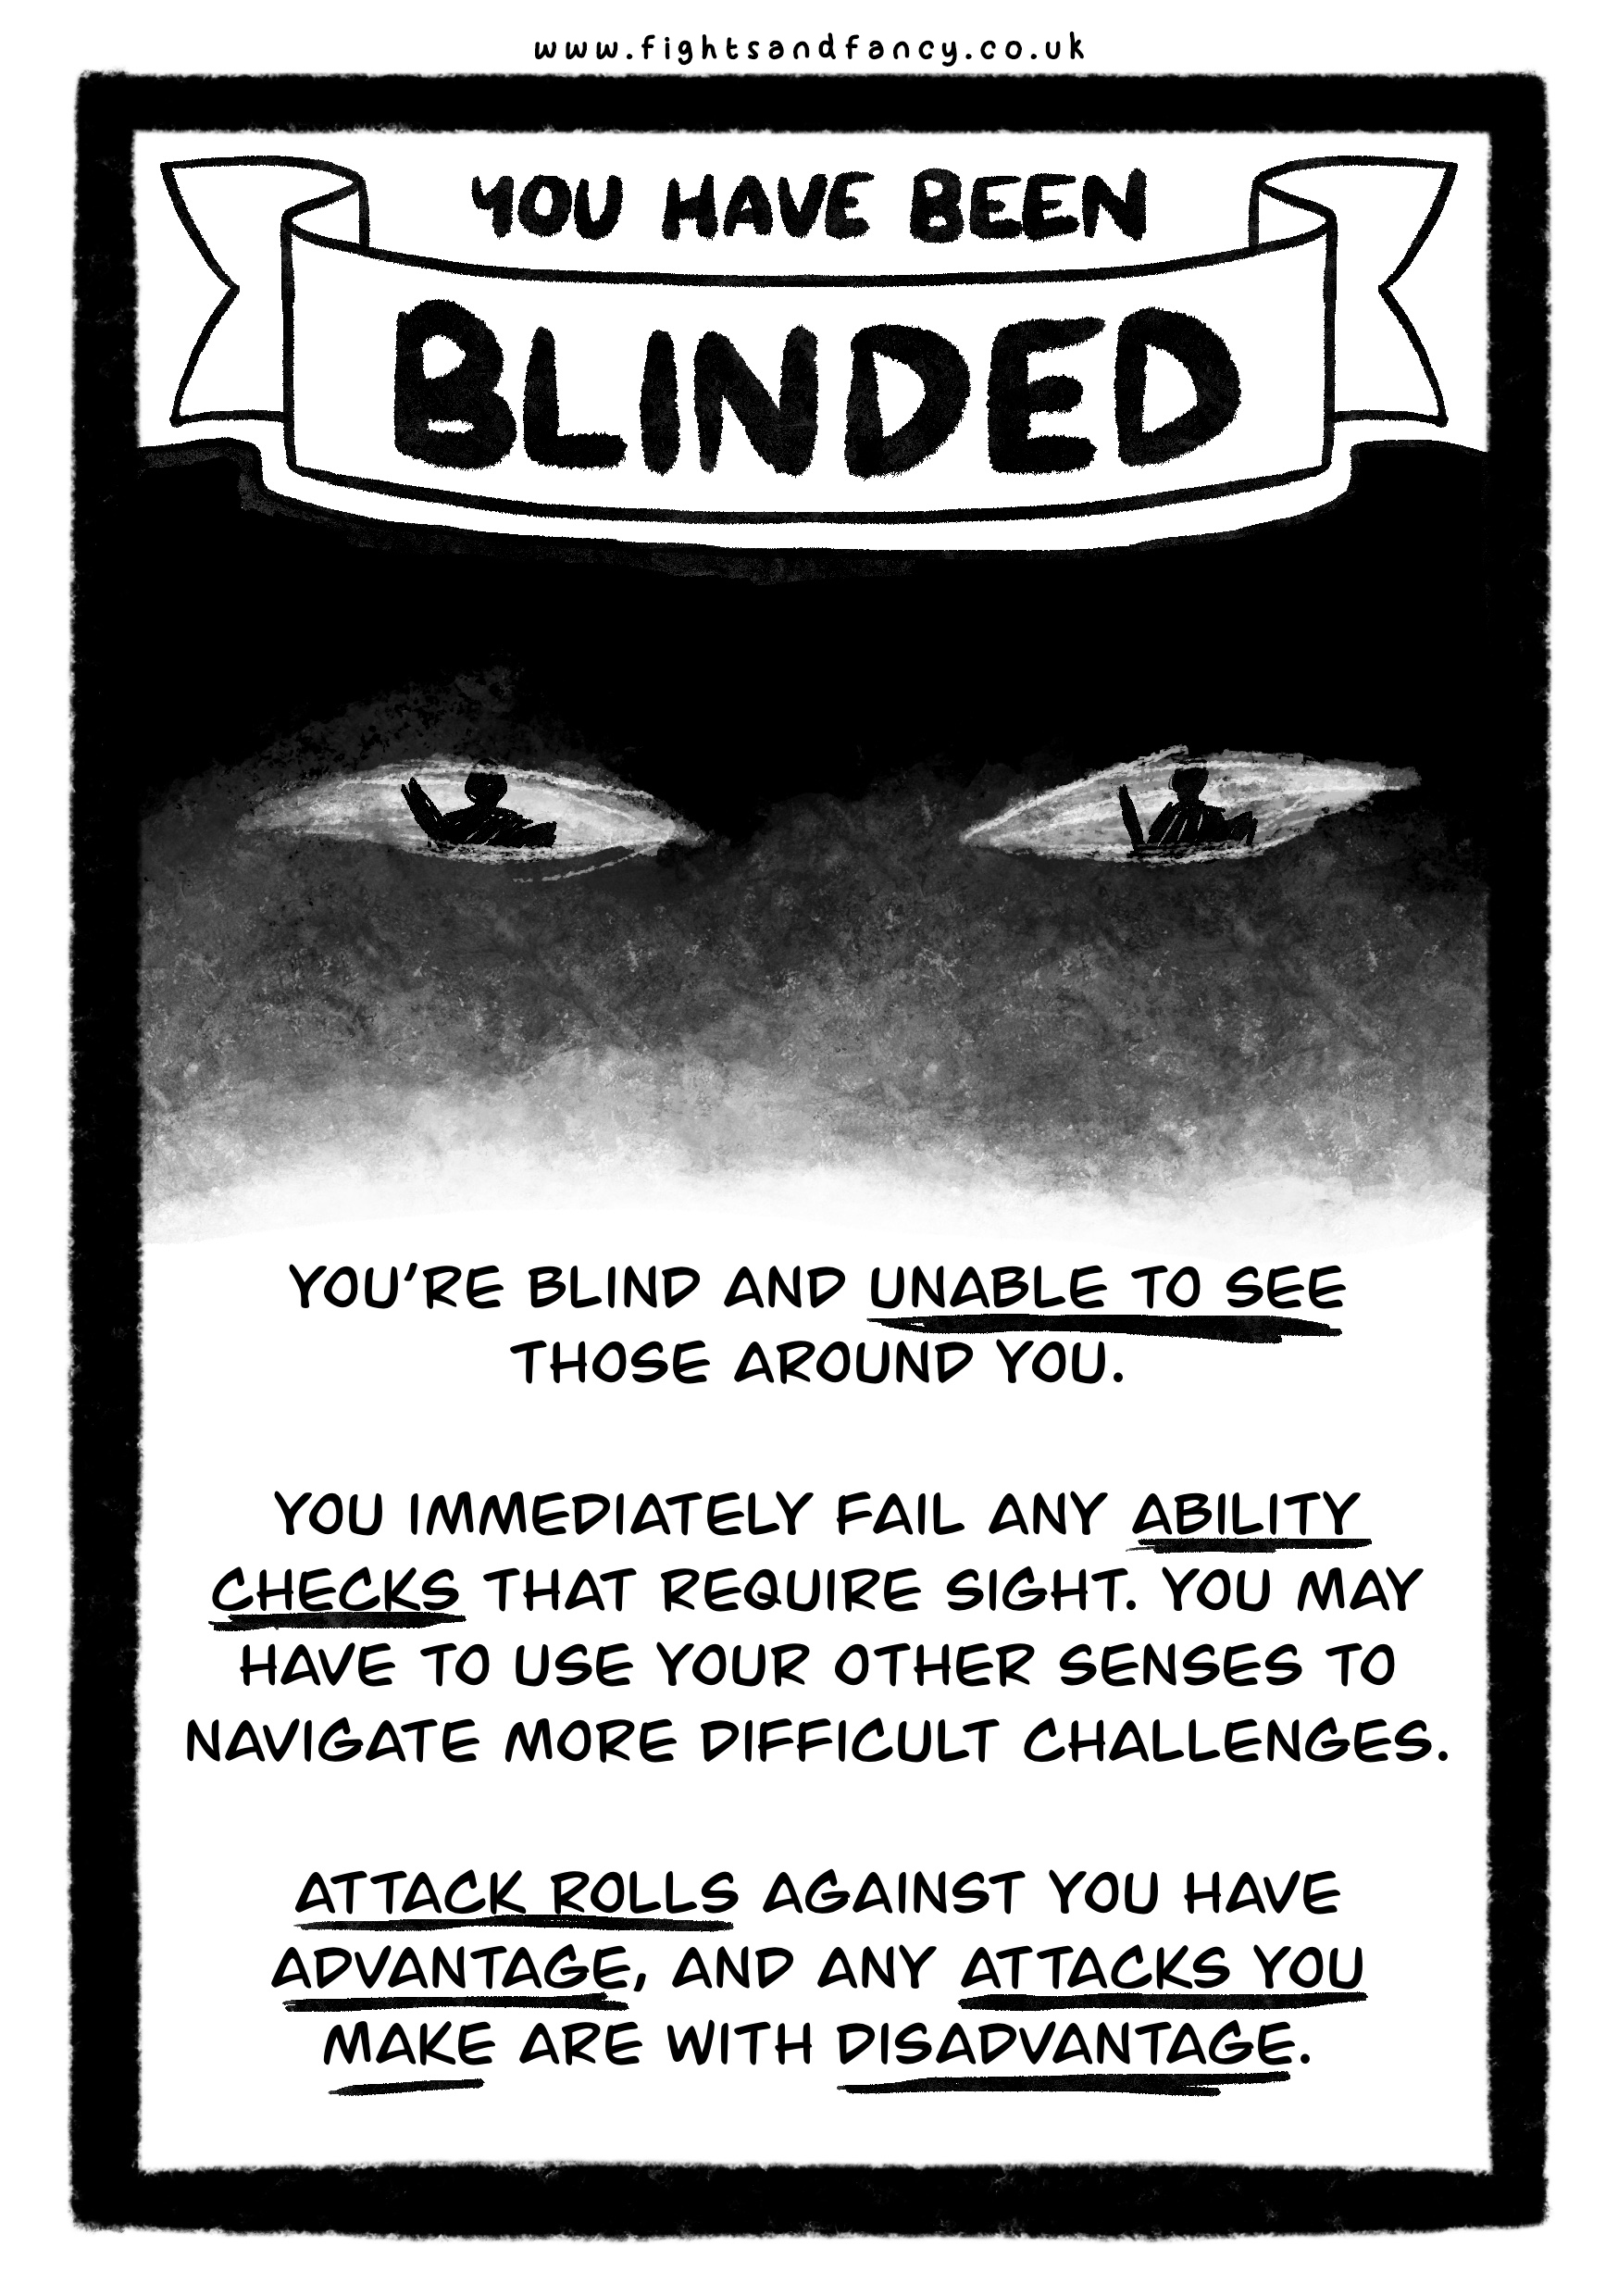 www.fightsandfancy.co.uk
YOU HAVE BEEN
BLINDED
YOU'RE BLIND AND UNABLE TO SEE
THOSE AROUND YOU.
YOU IMMEDIATELY FAIL ANY ABILITY
CHECKS THAT REQUIRE SIGHT. YOU MAY
HAVE TO USE YOUR OTHER SENSES TO
NAVIGATE MORE DIFFICULT CHALLENGES.
ATTACK ROLLS AGAINST YOU HAVE
ADVANTAGE, AND ANY ATTACKS YOU
MAKE ARE WITH DISADVANTAGE.